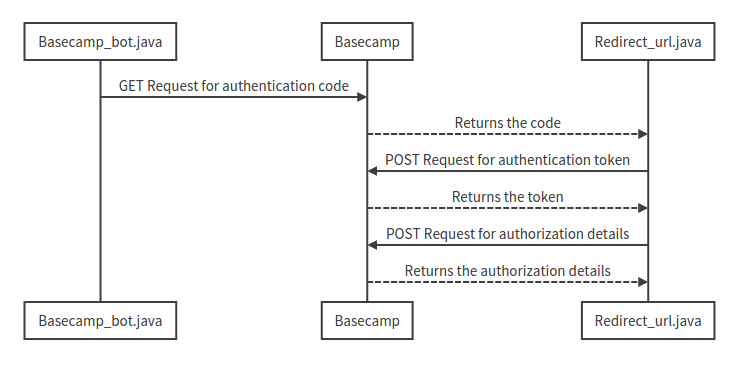 Basecamp_bot.java
Basecamp
Redirect_url.java
GET Request for authentication code
Returns the code
POST Request for authentication token
Returns the token
POST Request for authorization details
Returns the authorization details
Basecamp_bot.java
Basecamp
Redirect_url.java